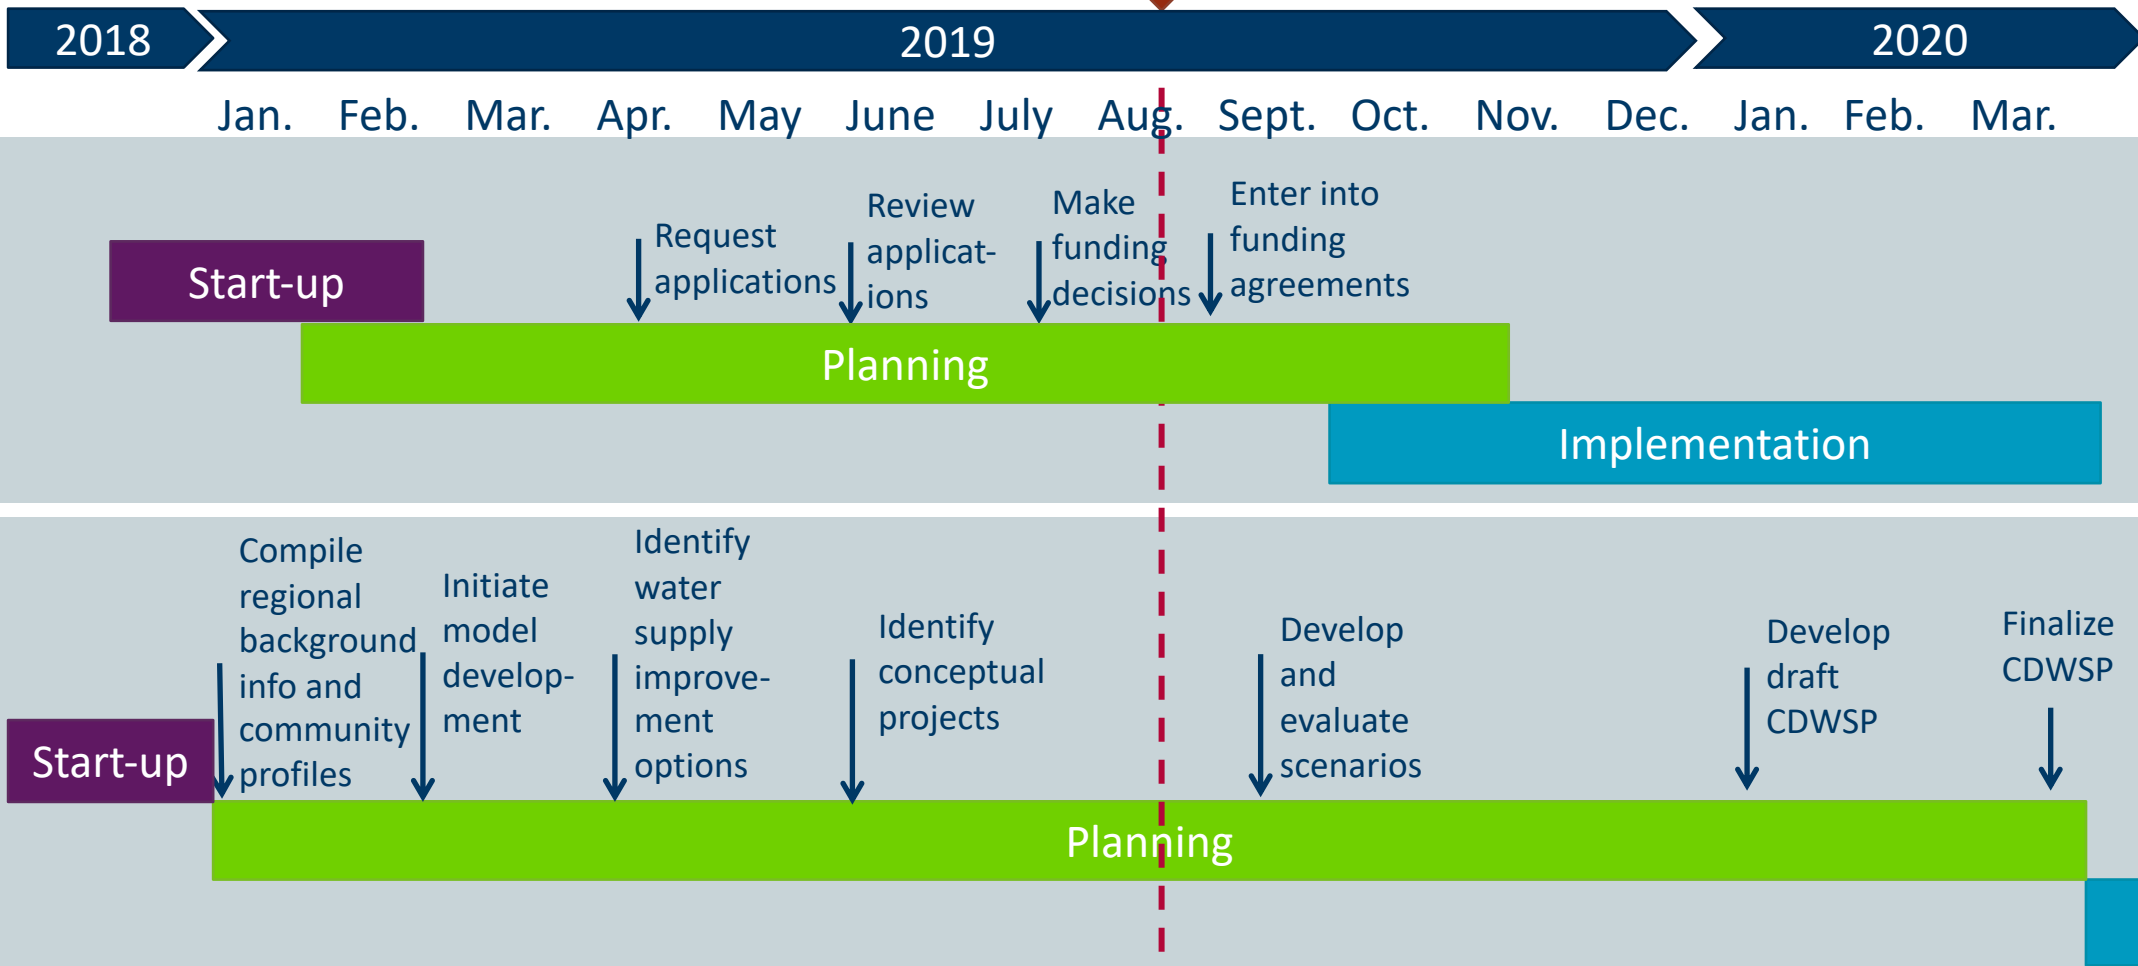 2018
2019
2020
Jan. Feb. Mar. Apr. May June July Aug. Sept. Oct. Nov. Dec. Jan. Feb. Mar.
Start-up
Request
applications
Review
applicat-
ions
Make
funding
decisions
Enter into
funding
agreements
Planning
Implementation
Start-up
Compile
regional
background
info and
community
profiles
Initiate
model
develop-
ment
Identify
water
supply
improve-
ment
options
Identify
conceptual
projects
Develop
and
evaluate
scenarios
Develop
draft
CDWSP
Finalize
CDWSP
Planning